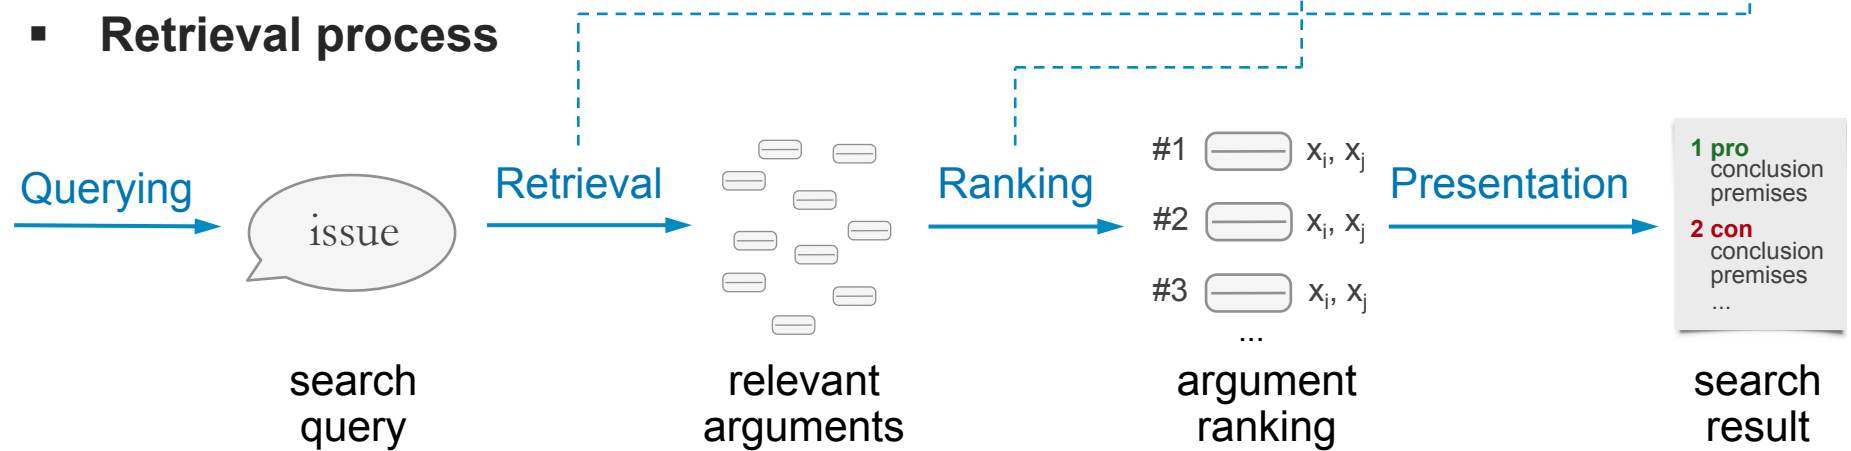 ▪ Retrieval process
Querying
issue
search
query
Retrieval
relevant
arguments
Ranking
#1 xi, xj
#2 xi, xj
#3 xi, xj
...
argument
ranking
Presentation
1 pro
conclusion
premises
2 con
conclusion
premises
...
search
result